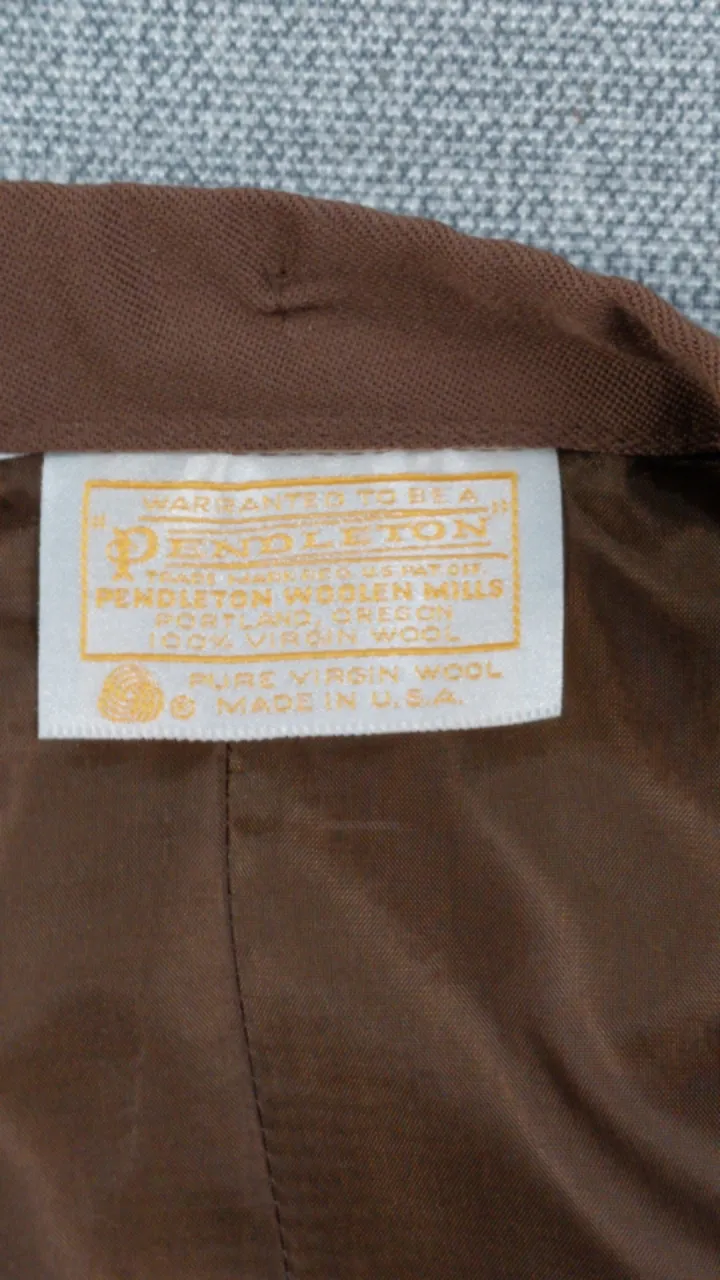 WARRANTED TO BE A
"PENDLETON"
TRADE MARK REG. U.S. PAT. OFF.
PENDLETON WOOLEN MILLS
PORTLAND, OREGON
100% VIRGIN WOOL
PURE VIRGIN WOOL
® MADE IN U.S.A.